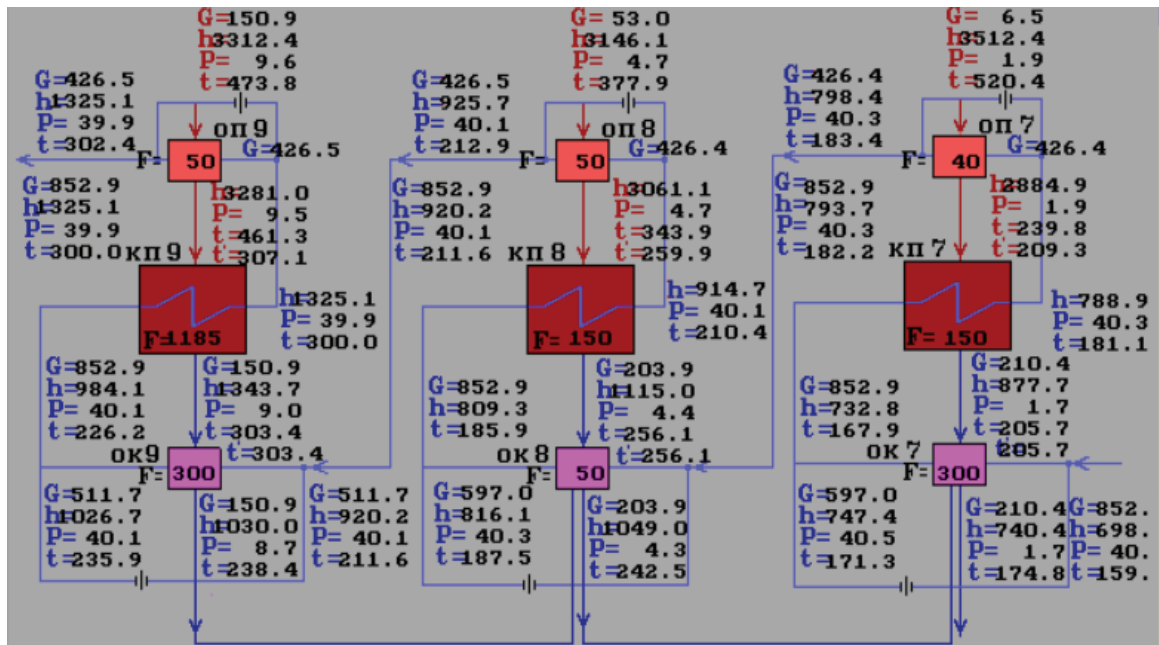 G=150.9
h=3312.4
P= 9.6
t=473.8
G=426.5
h=1325.1
P= 39.9
t=302.4
ОП 9
F= 50
G=426.5
G=852.9
h=1325.1
P= 39.9
t=300.0
h=3281.0
P= 9.5
t=461.3
t'=307.1
КП 9
F=1185
h=1325.1
P= 39.9
t=300.0
G=852.9
h=984.1
P= 40.1
t=226.2
G=150.9
h=1343.7
P= 9.0
t=303.4
t'=303.4
ОК9
F= 300
G=511.7
h=1026.7
P= 40.1
t=235.9
G=150.9
h=1030.0
P= 8.7
t=238.4
G=511.7
h=920.2
P= 40.1
t=211.6
G= 53.0
h=3146.1
P= 4.7
t=377.9
G=426.5
h=925.7
P= 40.1
t=212.9
ОП 8
F= 50
G=426.4
G=852.9
h=920.2
P= 40.1
t=211.6
h=3061.1
P= 4.7
t=343.9
t'=259.9
КП 8
F= 150
h=914.7
P= 40.1
t=210.4
G=852.9
h=809.3
t=185.9
G=203.9
h=1115.0
P= 4.4
t=256.1
t'=256.1
ОК 8
F= 50
G=597.0
h=816.1
P= 40.3
t=187.5
G=203.9
h=1049.0
P= 4.3
t=242.5
G= 6.5
h=3512.4
P= 1.9
t=520.4
G=426.4
h=798.4
P= 40.3
t=183.4
ОП 7
F= 40
G=426.4
G=852.9
h=793.7
P= 40.3
t=182.2
h=2884.9
P= 1.9
t=239.8
t'=209.3
КП 7
F= 150
h=788.9
P= 40.3
t=181.1
G=852.9
h=732.8
t=167.9
G=210.4
h=877.7
P= 1.7
t=205.7
t'=205.7
ОК 7
F= 300
G=597.0
h=747.4
P= 40.5
t=171.3
G=210.4
h=740.4
P= 1.7
t=174.8
G=852.
h=698.
P= 40.
t=159.